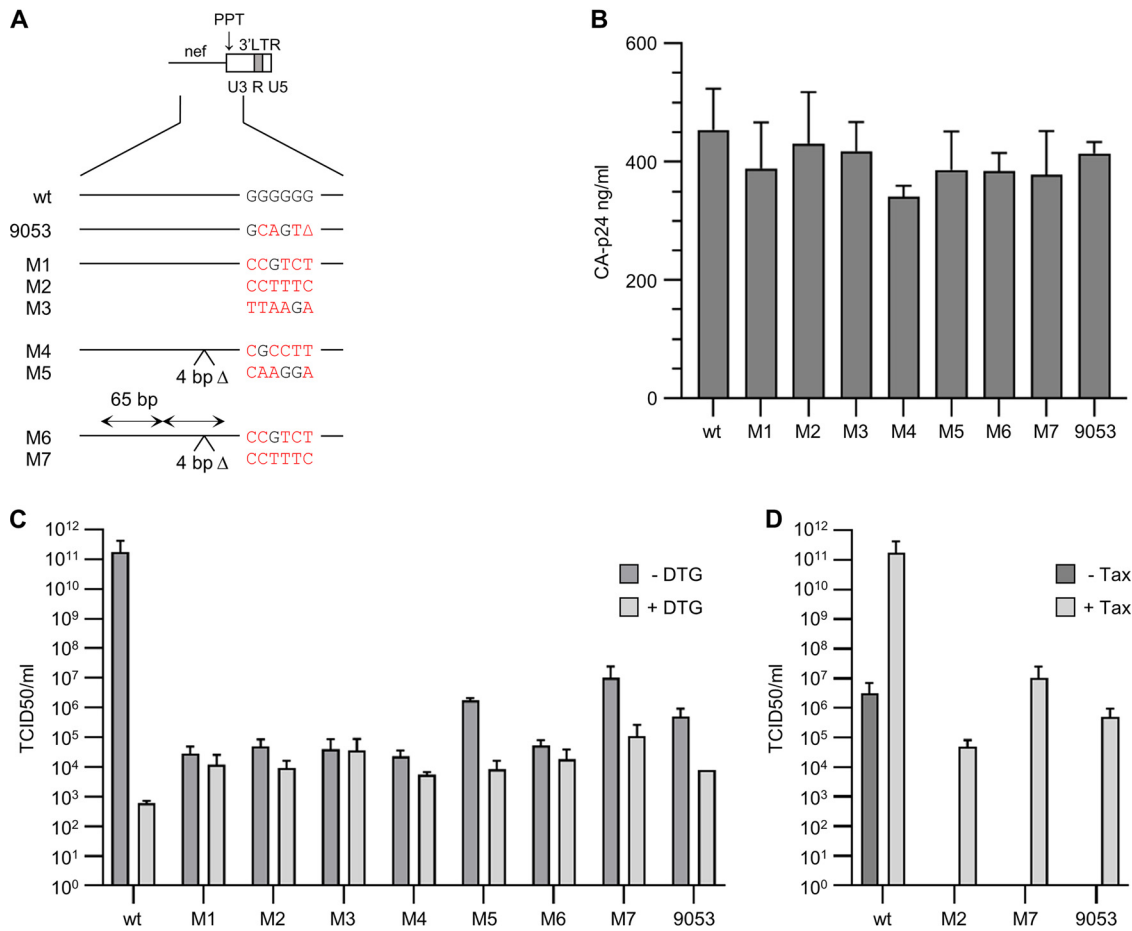 A
PPT
nef
3'LTR
U3 R U5
wt GGGGGG
9053 GCAGTΔ
M1 CCGTCT
M2 CCTTTC
M3 TTAAGA
M4 CGCCTT
M5 CAAGGA
4 bp Δ
65 bp
M6 CCGTCT
M7 CCTTTC
4 bp Δ
B
CA-p24 ng/ml
600
400
200
0
wt M1 M2 M3 M4 M5 M6 M7 9053
C
TCID50/ml
10¹²
10¹¹
10¹⁰
10⁹
10⁸
10⁷
10⁶
10⁵
10⁴
10³
10²
10¹
10⁰
- DTG
+ DTG
wt M1 M2 M3 M4 M5 M6 M7 9053
D
TCID50/ml
10¹²
10¹¹
10¹⁰
10⁹
10⁸
10⁷
10⁶
10⁵
10⁴
10³
10²
10¹
10⁰
- Tax
+ Tax
wt M2 M7 9053